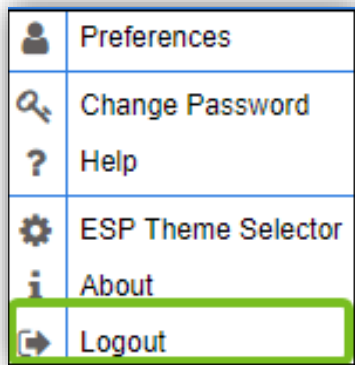 Preferences
Change Password
Help
ESP Theme Selector
About
Logout